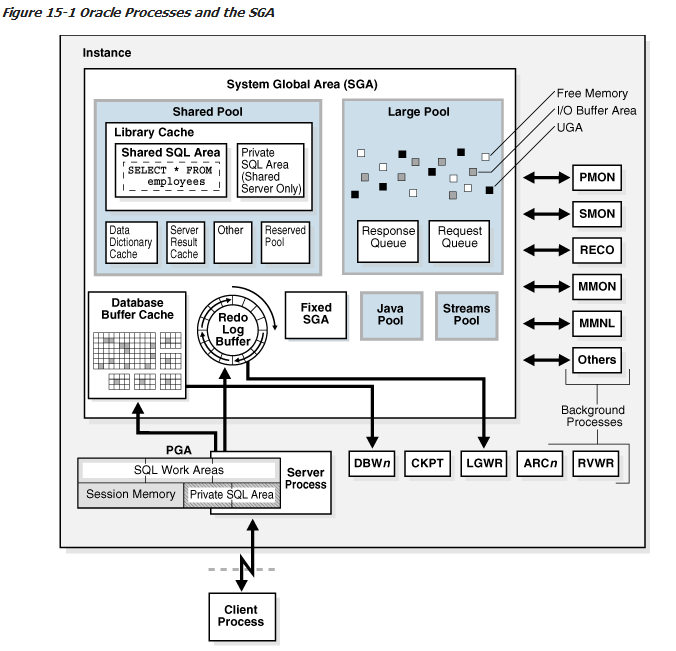 Figure 15-1 Oracle Processes and the SGA
Instance
System Global Area (SGA)
Shared Pool
Library Cache
Shared SQL Area
SELECT * FROM
employees
Private
SQL Area
(Shared
Server Only)
Data
Dictionary
Cache
Server
Result
Cache
Other
Reserved
Pool
Large Pool
Response
Queue
Request
Queue
Free Memory
I/O Buffer Area
UGA
Database
Buffer Cache
Redo
Log
Buffer
Fixed
SGA
Java
Pool
Streams
Pool
PMON
SMON
RECO
MMON
MMNL
Others
Background
Processes
DBWn
CKPT
LGWR
ARCn
RVWR
PGA
SQL Work Areas
Session Memory
Private SQL Area
Server
Process
Client
Process